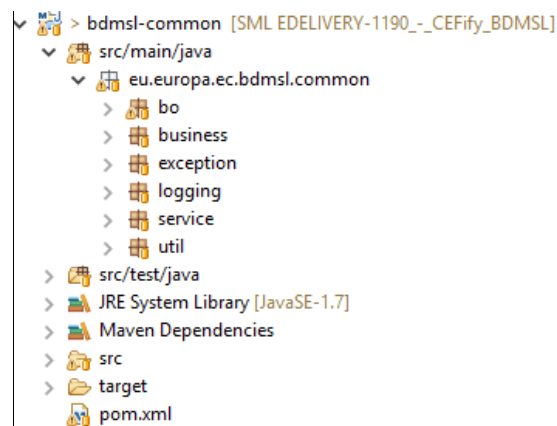 > bdmsl-common [SML EDELIVERY-1190_-_CEFify_BDMSL]
src/main/java
eu.europa.ec.bdmsl.common
bo
business
exception
logging
service
util
src/test/java
JRE System Library [JavaSE-1.7]
Maven Dependencies
src
target
pom.xml